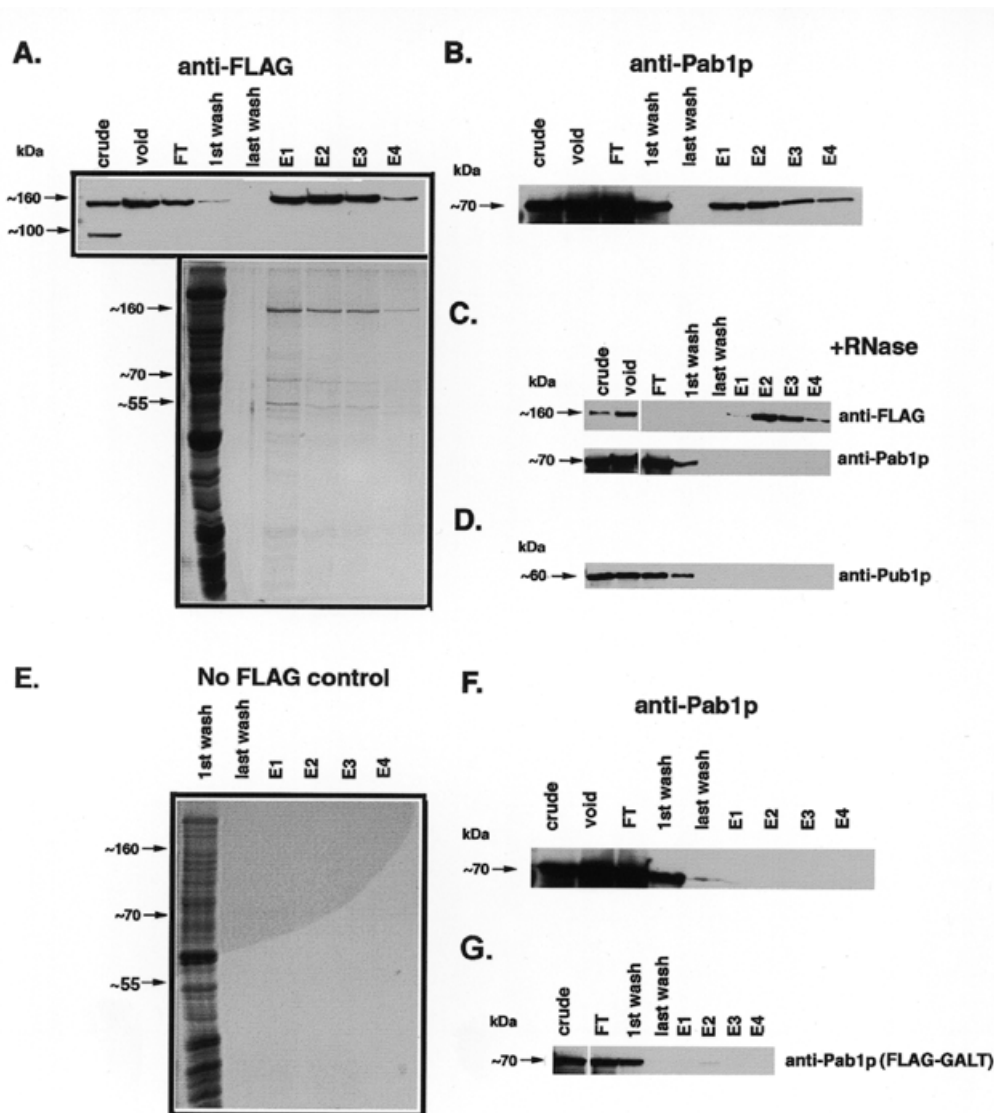 A.
anti-FLAG
kDa
crude
void
FT
1st wash
last wash
E1
E2
E3
E4
~160
~100
~160
~70
~55
B.
anti-Pab1p
kDa
crude
void
FT
1st wash
last wash
E1
E2
E3
E4
~70
C.
+RNase
kDa
crude
void
FT
1st wash
last wash
E1
E2
E3
E4
~160
anti-FLAG
~70
anti-Pab1p
D.
kDa
~60
anti-Pub1p
E.
No FLAG control
1st wash
last wash
E1
E2
E3
E4
~160
~70
~55
F.
anti-Pab1p
kDa
crude
void
FT
1st wash
last wash
E1
E2
E3
E4
~70
G.
kDa
crude
FT
1st wash
last wash
E1
E2
E3
E4
~70
anti-Pab1p (FLAG-GALT)